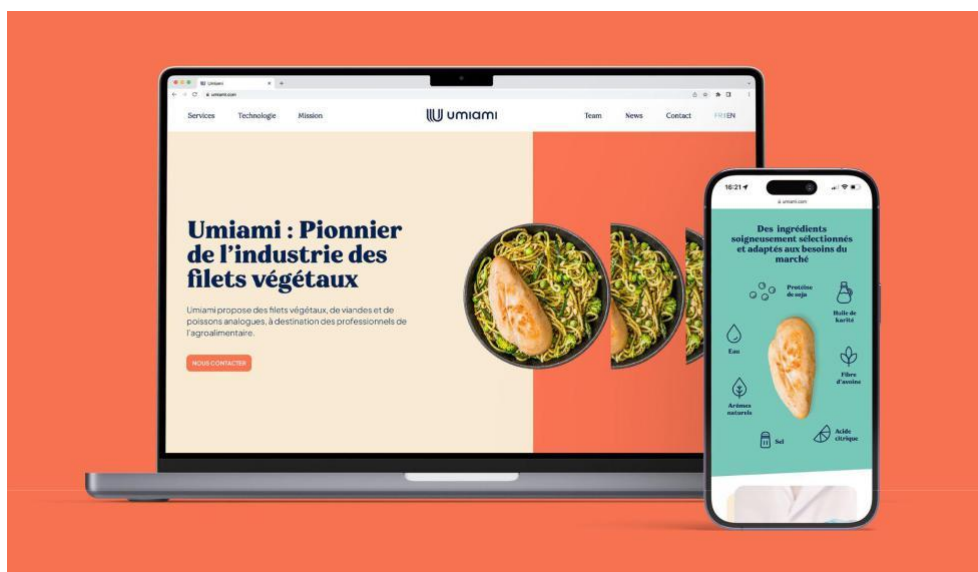 Umiami
umiami.com
Services Technologie Mission umiami Team News Contact FR EN
Umiami : Pionnier
de l'industrie des
filets végétaux
Umiami propose des filets végétaux, de viandes et de
poissons analogues, à destination des professionnels de
l'agroalimentaire.
NOUS CONTACTER
16:21
umiami.com
Des ingrédients
soigneusement sélectionnés
et adaptés aux besoins du
marché
Protéine
de soja
Huile de
karité
Eau
Fibre
d'avoine
Arômes
naturels
Sel
Acide
citrique